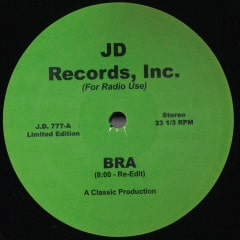 JD
Records, Inc.
(For Radio Use)
J.D. 777-A
Limited Edition
Stereo
33 1/3 RPM
BRA
(8:00 - Re-Edit)
A Classic Production